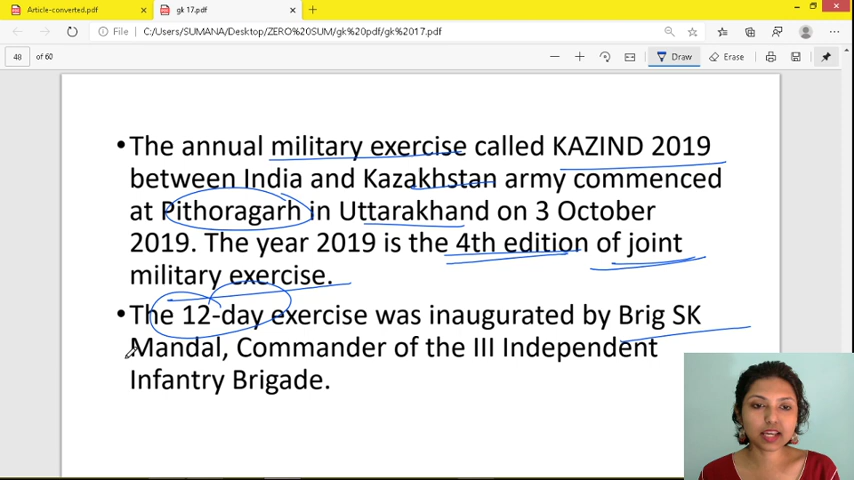 Article-converted.pdf
gk 17.pdf
File
C:/Users/SUMANA/Desktop/ZERO%20SUM/gk%20pdf/gk%2017.pdf
48 of 60
Draw
Erase
•The annual military exercise called KAZIND 2019
between India and Kazakhstan army commenced
at Pithoragarh in Uttarakhand on 3 October
2019. The year 2019 is the 4th edition of joint
military exercise.
•The 12-day exercise was inaugurated by Brig SK
Mandal, Commander of the III Independent
Infantry Brigade.